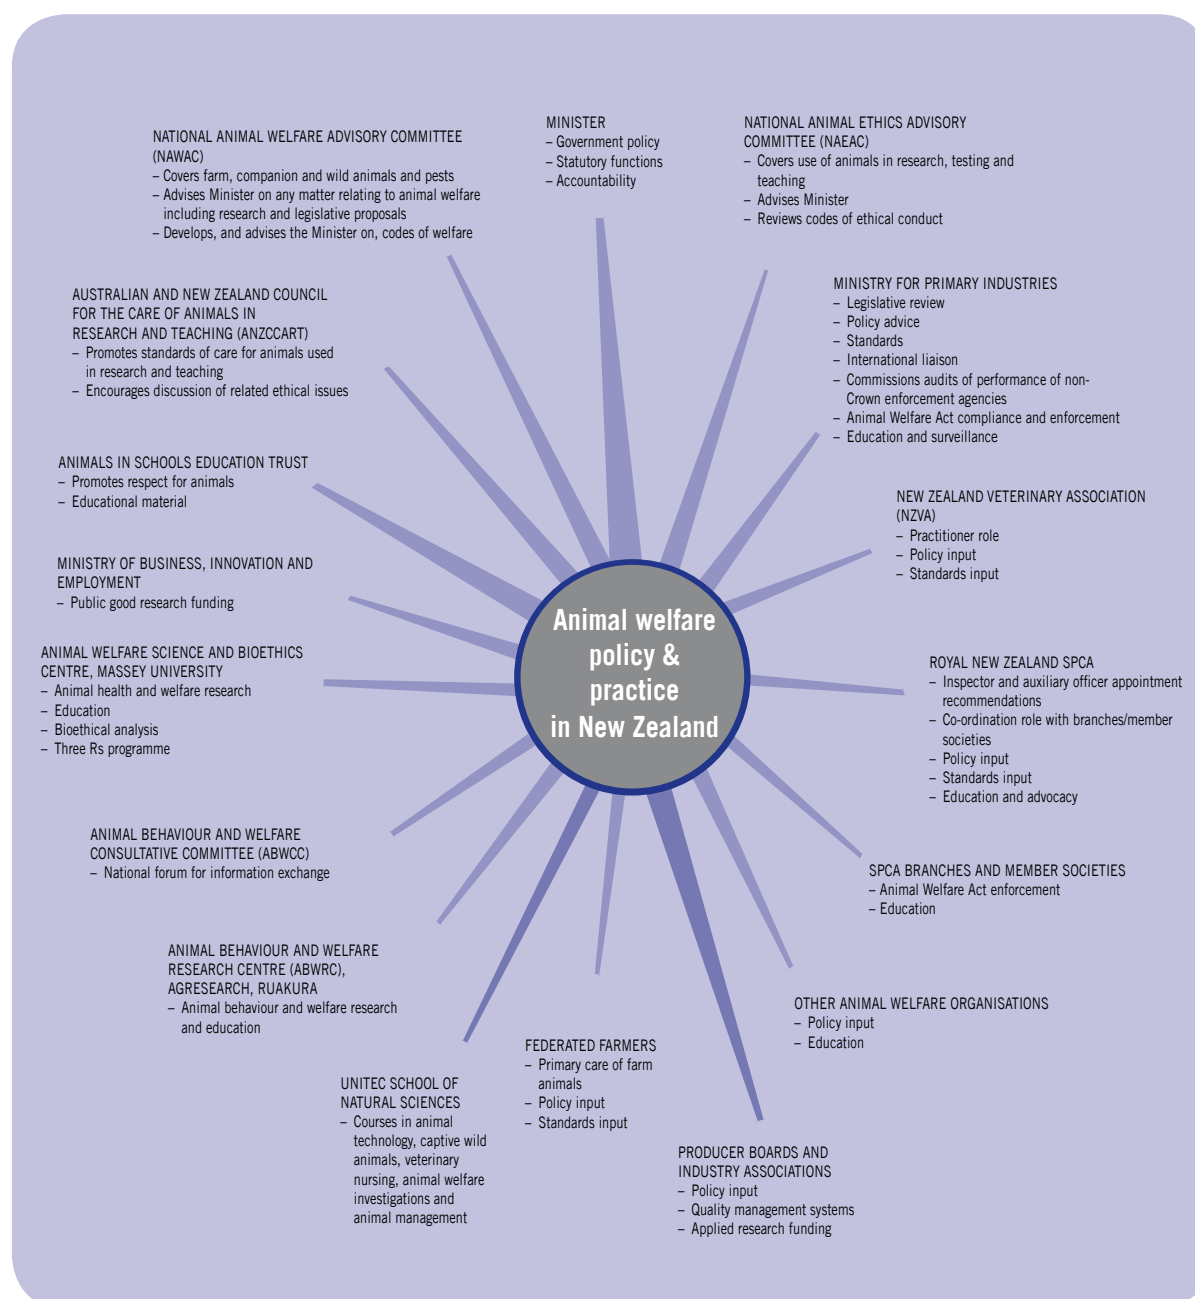 NATIONAL ANIMAL WELFARE ADVISORY COMMITTEE
(NAWAC)
– Covers farm, companion and wild animals and pests
– Advises Minister on any matter relating to animal welfare
including research and legislative proposals
– Develops, and advises the Minister on, codes of welfare
MINISTER
– Government policy
– Statutory functions
– Accountability
NATIONAL ANIMAL ETHICS ADVISORY
COMMITTEE (NAEAC)
– Covers use of animals in research, testing and
teaching
– Advises Minister
– Reviews codes of ethical conduct
AUSTRALIAN AND NEW ZEALAND COUNCIL
FOR THE CARE OF ANIMALS IN
RESEARCH AND TEACHING (ANZCCART)
– Promotes standards of care for animals used
in research and teaching
– Encourages discussion of related ethical issues
MINISTRY FOR PRIMARY INDUSTRIES
– Legislative review
– Policy advice
– Standards
– International liaison
– Commissions audits of performance of non-
Crown enforcement agencies
– Animal Welfare Act compliance and enforcement
– Education and surveillance
ANIMALS IN SCHOOLS EDUCATION TRUST
– Promotes respect for animals
– Educational material
NEW ZEALAND VETERINARY ASSOCIATION
(NZVA)
– Practitioner role
– Policy input
– Standards input
MINISTRY OF BUSINESS, INNOVATION AND
EMPLOYMENT
– Public good research funding
Animal welfare
policy &
practice
in New Zealand
ANIMAL WELFARE SCIENCE AND BIOETHICS
CENTRE, MASSEY UNIVERSITY
– Animal health and welfare research
– Education
– Bioethical analysis
– Three Rs programme
ROYAL NEW ZEALAND SPCA
– Inspector and auxiliary officer appointment
recommendations
– Co-ordination role with branches/member
societies
– Policy input
– Standards input
– Education and advocacy
ANIMAL BEHAVIOUR AND WELFARE
CONSULTATIVE COMMITTEE (ABWCC)
– National forum for information exchange
SPCA BRANCHES AND MEMBER SOCIETIES
– Animal Welfare Act enforcement
– Education
ANIMAL BEHAVIOUR AND WELFARE
RESEARCH CENTRE (ABWRC),
AGRESEARCH, RUAKURA
– Animal behaviour and welfare research
and education
OTHER ANIMAL WELFARE ORGANISATIONS
– Policy input
– Education
UNITEC SCHOOL OF
NATURAL SCIENCES
– Courses in animal
technology, captive wild
animals, veterinary
nursing, animal welfare
investigations and
animal management
FEDERATED FARMERS
– Primary care of farm
animals
– Policy input
– Standards input
PRODUCER BOARDS AND
INDUSTRY ASSOCIATIONS
– Policy input
– Quality management systems
– Applied research funding